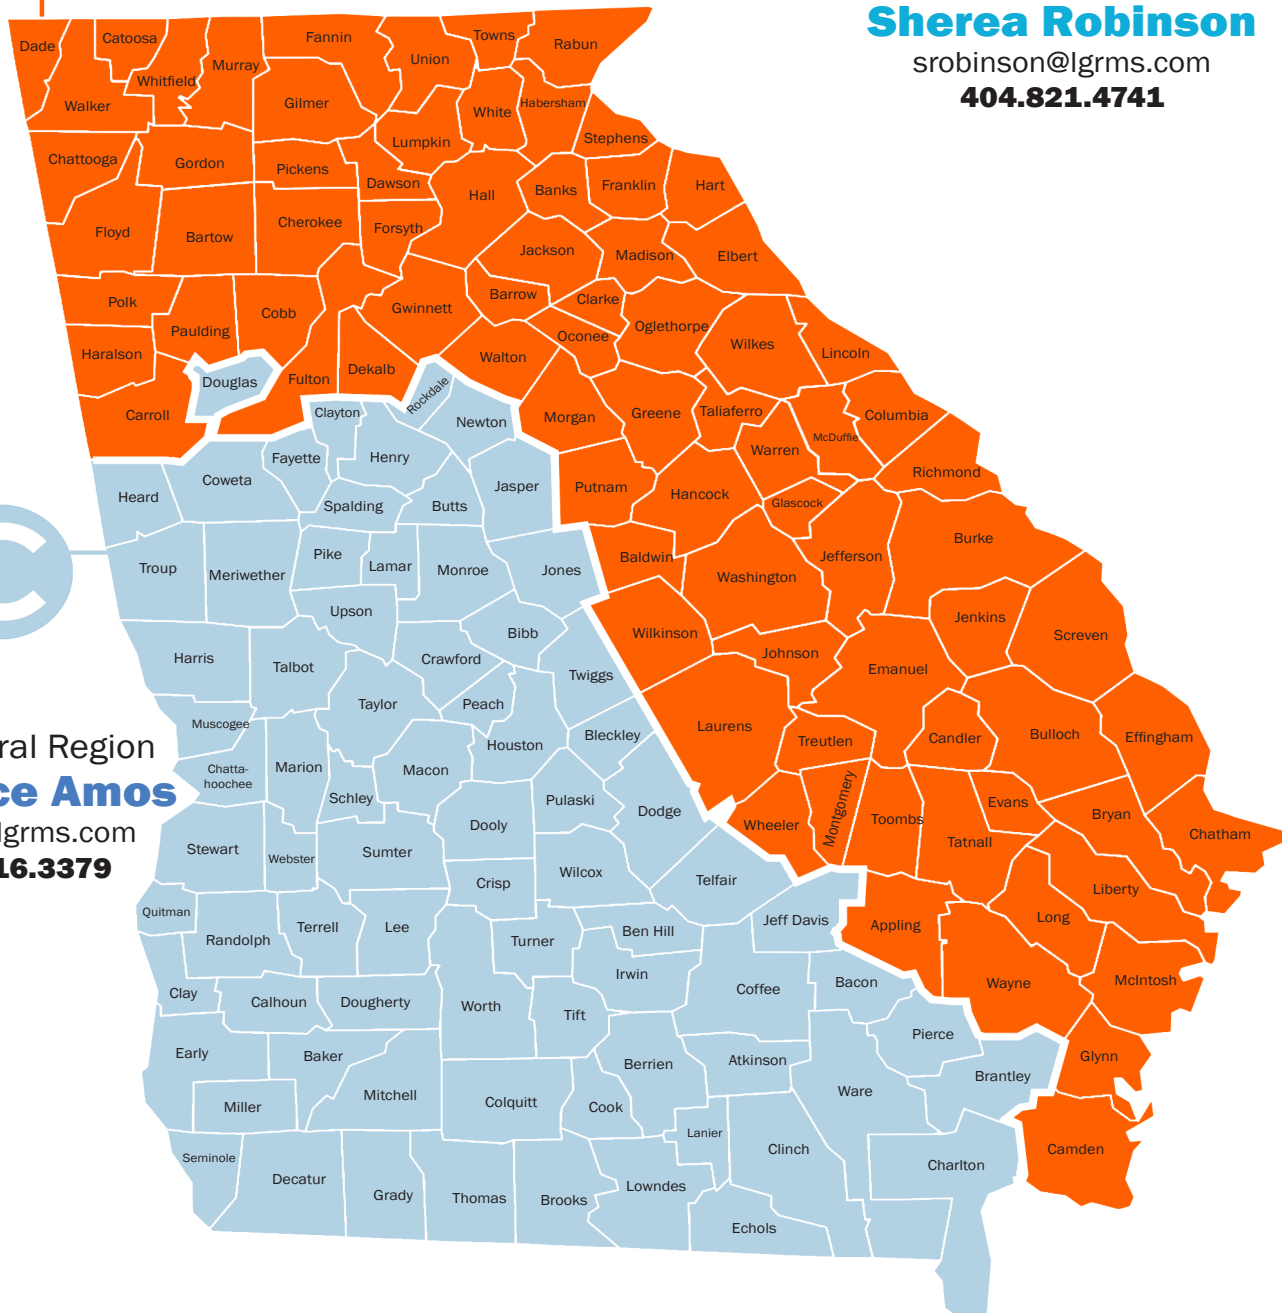 Sherea Robinson
srobinson@lgrms.com
404.821.4741
Dade
Catoosa
Fannin
Towns
Rabun
Union
Whitfield
Murray
Walker
Gilmer
White
Habersham
Stephens
Lumpkin
Chattooga
Gordon
Pickens
Dawson
Hall
Banks
Franklin
Hart
Floyd
Bartow
Cherokee
Forsyth
Jackson
Madison
Elbert
Polk
Paulding
Cobb
Gwinnett
Barrow
Clarke
Oglethorpe
Oconee
Wilkes
Lincoln
Haralson
Douglas
Fulton
Dekalb
Walton
Carroll
Clayton
Rockdale
Newton
Morgan
Greene
Taliaferro
McDuffie
Columbia
Warren
Richmond
Heard
Coweta
Fayette
Henry
Spalding
Butts
Jasper
Putnam
Hancock
Glascock
Burke
Troup
Meriwether
Pike
Lamar
Monroe
Jones
Baldwin
Washington
Jefferson
Upson
Bibb
Wilkinson
Johnson
Jenkins
Screven
Harris
Talbot
Crawford
Twiggs
Emanuel
Muscogee
Taylor
Peach
Houston
Bleckley
Laurens
Treutlen
Candler
Bulloch
Effingham
Chatta-
hoochee
Marion
Schley
Macon
Dooly
Pulaski
Dodge
Wheeler
Montgomery
Toombs
Evans
Tatnall
Bryan
Chatham
ral Region
ce Amos
lgrms.com
16.3379
Stewart
Webster
Sumter
Crisp
Wilcox
Telfair
Jeff Davis
Appling
Long
Liberty
Quitman
Randolph
Terrell
Lee
Turner
Ben Hill
Irwin
Coffee
Bacon
Wayne
McIntosh
Clay
Calhoun
Dougherty
Worth
Tift
Pierce
Early
Baker
Berrien
Atkinson
Ware
Brantley
Glynn
Miller
Mitchell
Colquitt
Cook
Lanier
Clinch
Charlton
Camden
Seminole
Decatur
Grady
Thomas
Brooks
Lowndes
Echols